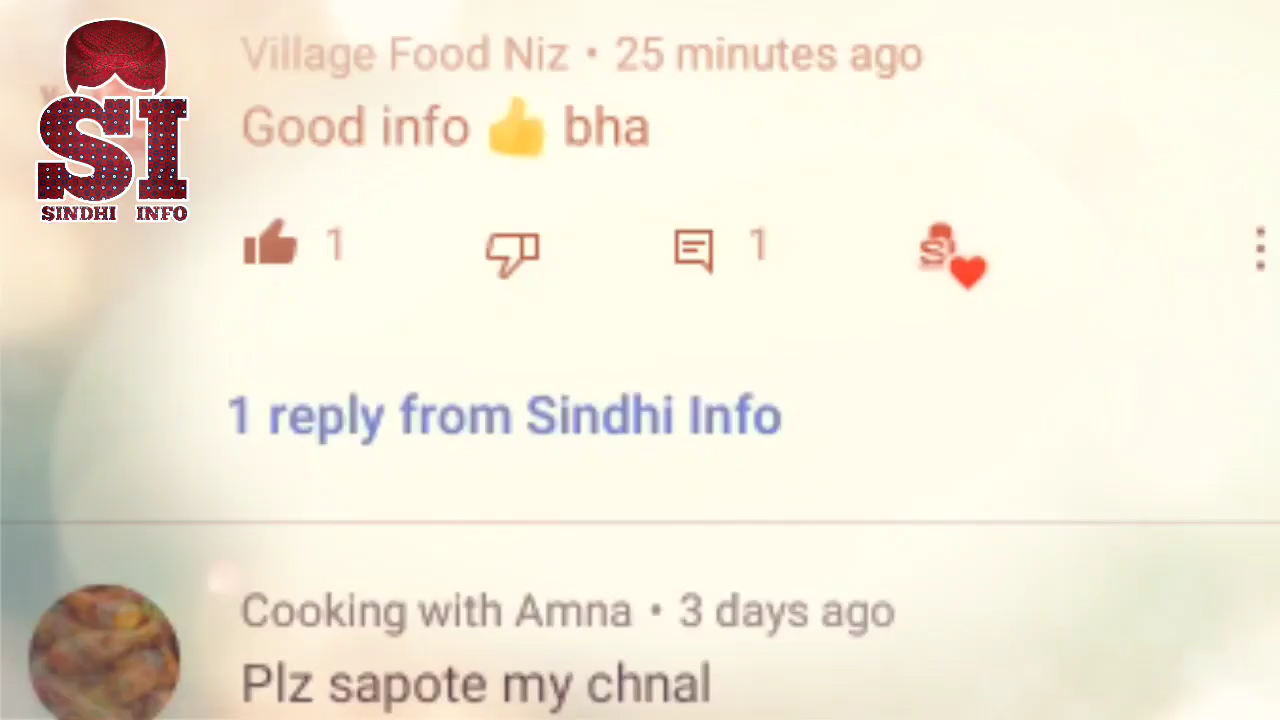 SI
SINDHI INFO
Village Food Niz • 25 minutes ago
Good info 👍 bha
1
1
S
1 reply from Sindhi Info
Cooking with Amna • 3 days ago
Plz sapote my chnal